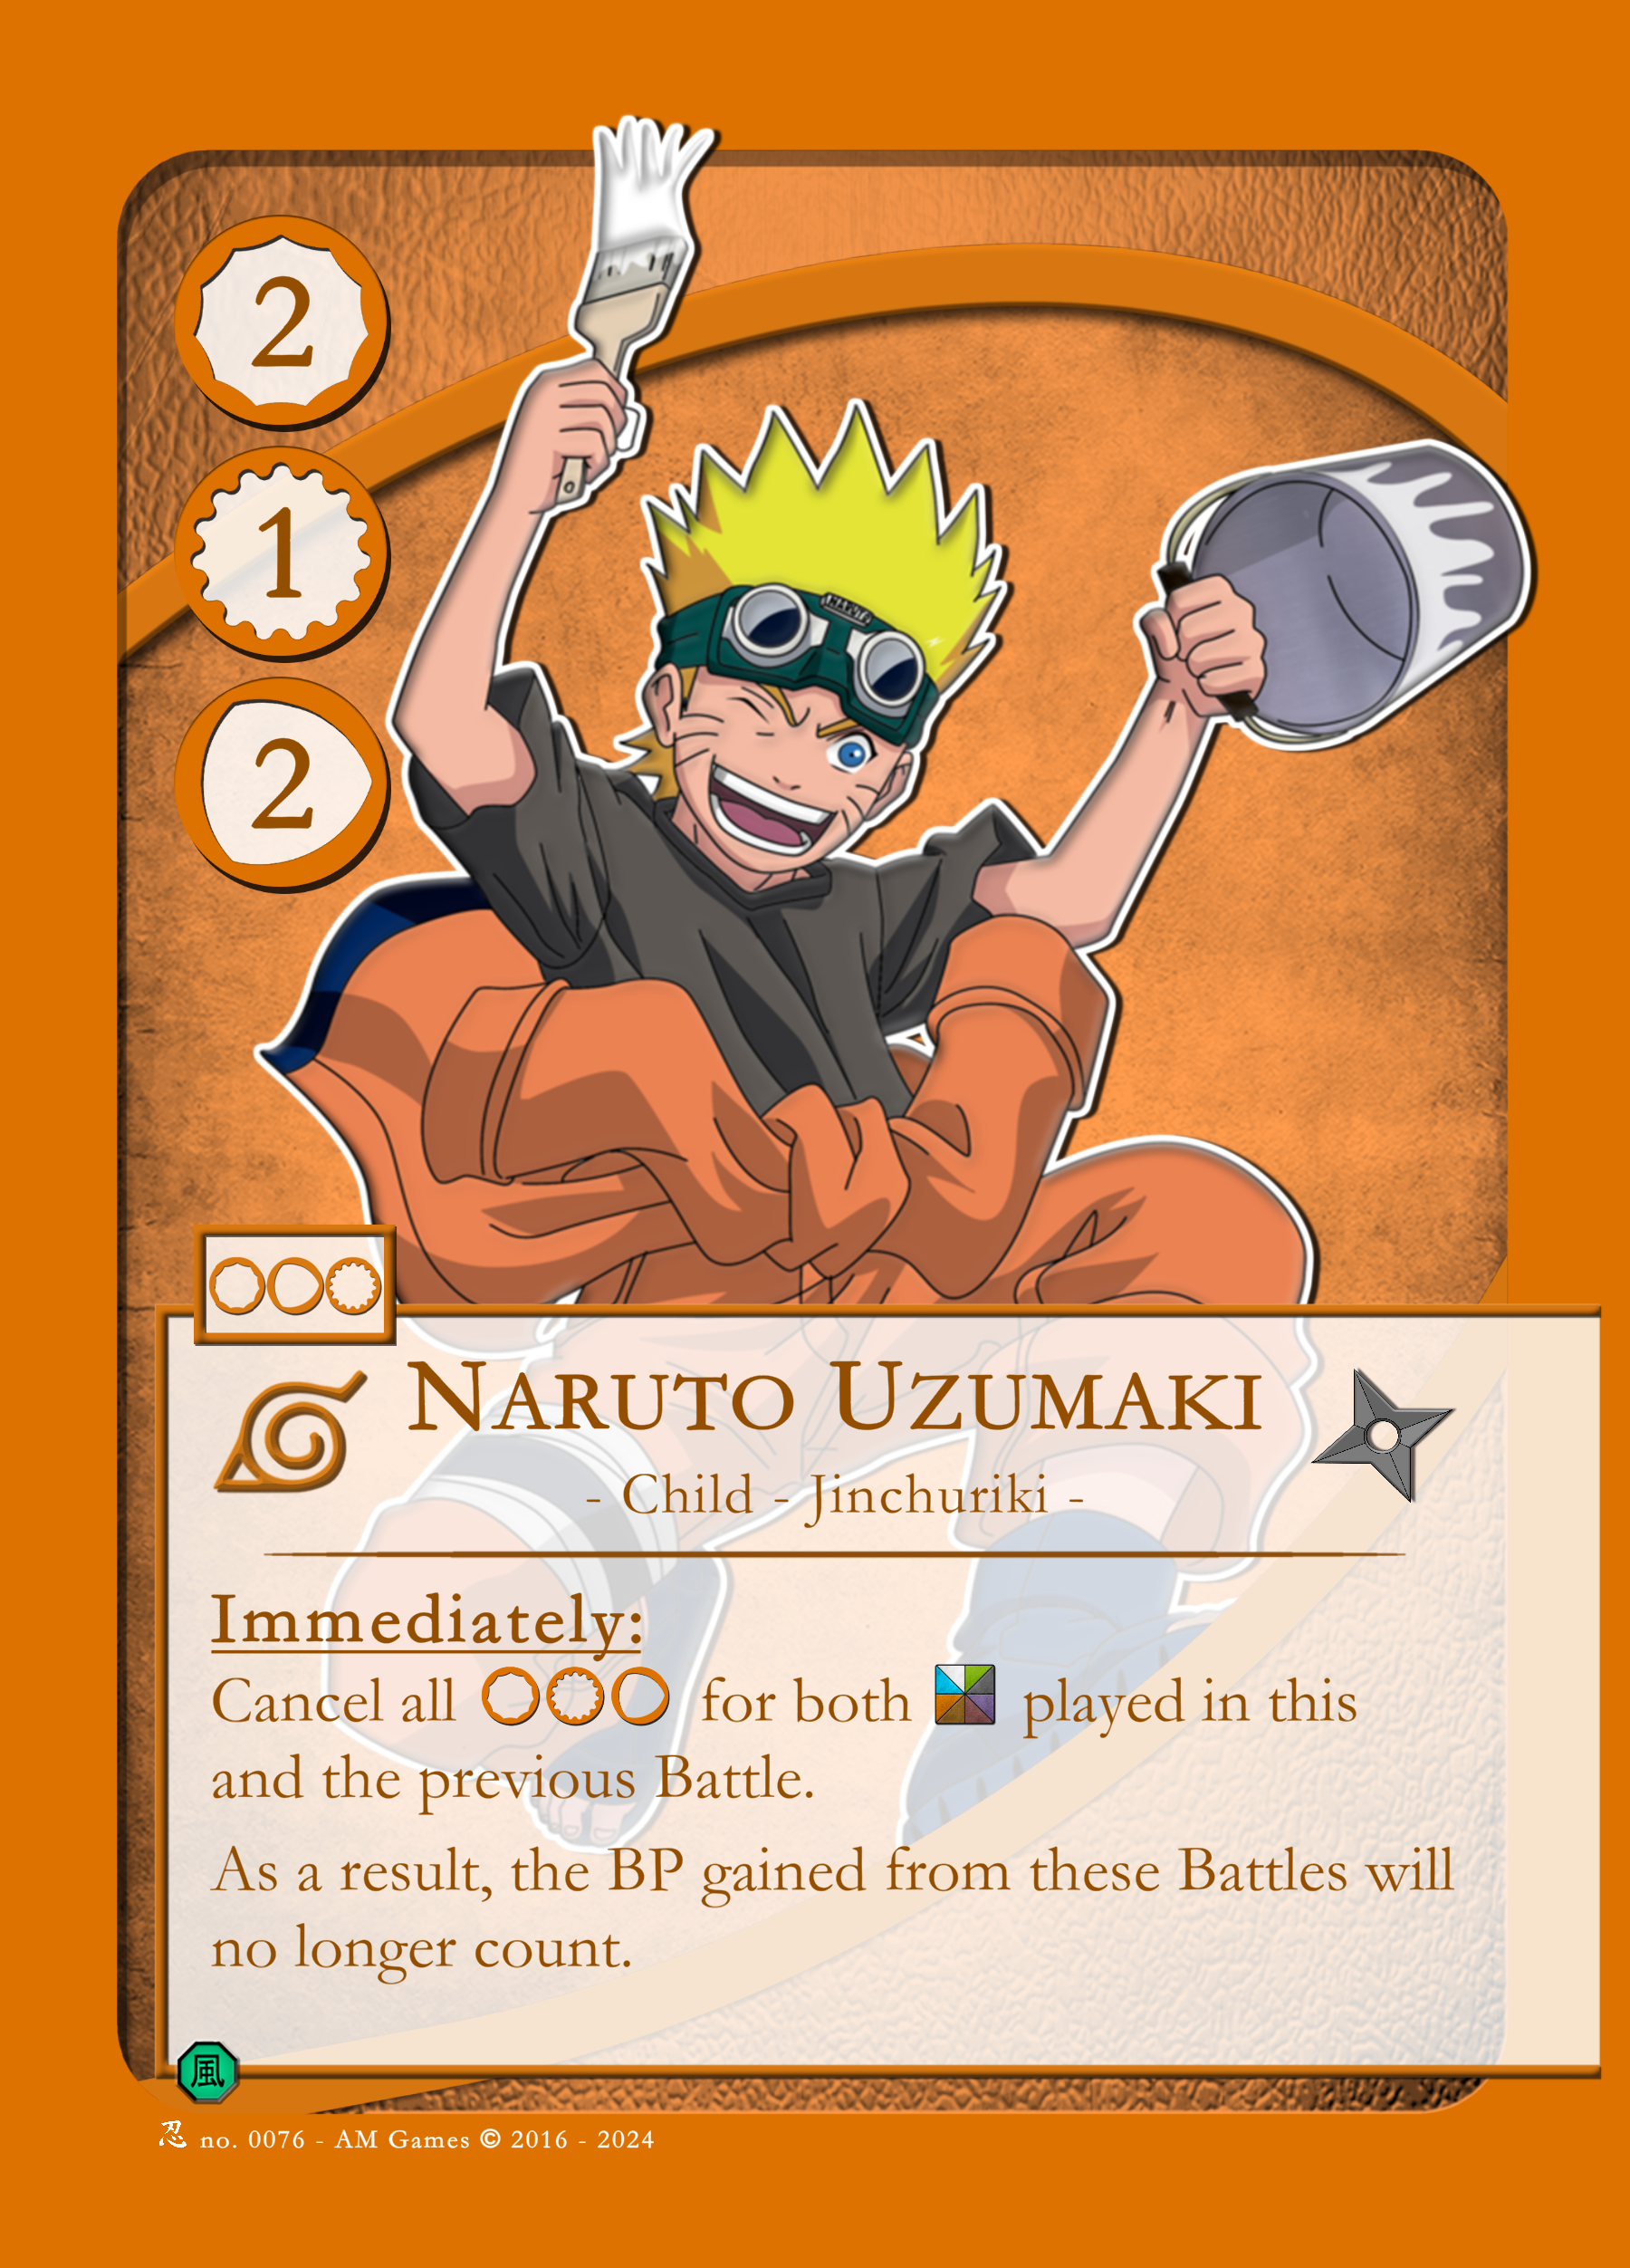 2
1
2
NARUTO
NARUTO UZUMAKI
- Child - Jinchuriki -
Immediately:
Cancel all for both played in this
and the previous Battle.
As a result, the BP gained from these Battles will
no longer count.
風
忍 no. 0076 - AM Games © 2016 - 2024